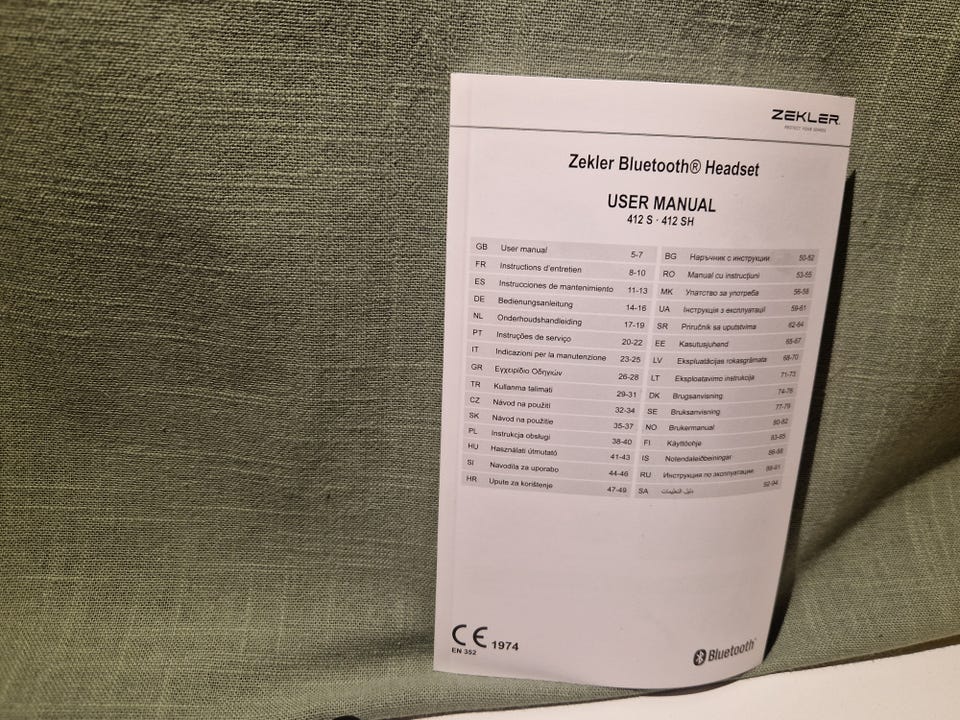 ZEKLER
PROTECT YOUR SENSES
Zekler Bluetooth® Headset
USER MANUAL
412 S · 412 SH
GB User manual 5-7
FR Instructions d'entretien 8-10
ES Instrucciones de mantenimiento 11-13
DE Bedienungsanleitung 14-16
NL Onderhoudshandleiding 17-19
PT Instruções de serviço 20-22
IT Indicazioni per la manutenzione 23-25
GR Εγχειρίδιο Οδηγιών 26-28
TR Kullanma talimati 29-31
CZ Návod na použití 32-34
SK Návod na použitie 35-37
PL Instrukcja obsługi 38-40
HU Használati útmutató 41-43
SI Navodila za uporabo 44-46
HR Upute za korištenje 47-49
BG Наръчник с инструкции 50-52
RO Manual cu instrucțiuni 53-55
MK Упатство за употреба 56-58
UA Інструкція з експлуатації 59-61
SR Priručnik sa uputstvima 62-64
EE Kasutusjuhend 65-67
LV Ekspluatācijas rokasgrāmata 68-70
LT Eksploatavimo instrukcija 71-73
DK Brugsanvisning 74-76
SE Bruksanvisning 77-79
NO Brukermanual 80-82
FI Käyttöohje 83-85
IS Notendaleiðbeiningar 86-88
RU Инструкция по эксплуатации 89-91
SA دليل التعليمات 92-94
CE 1974
EN 352
Bluetooth